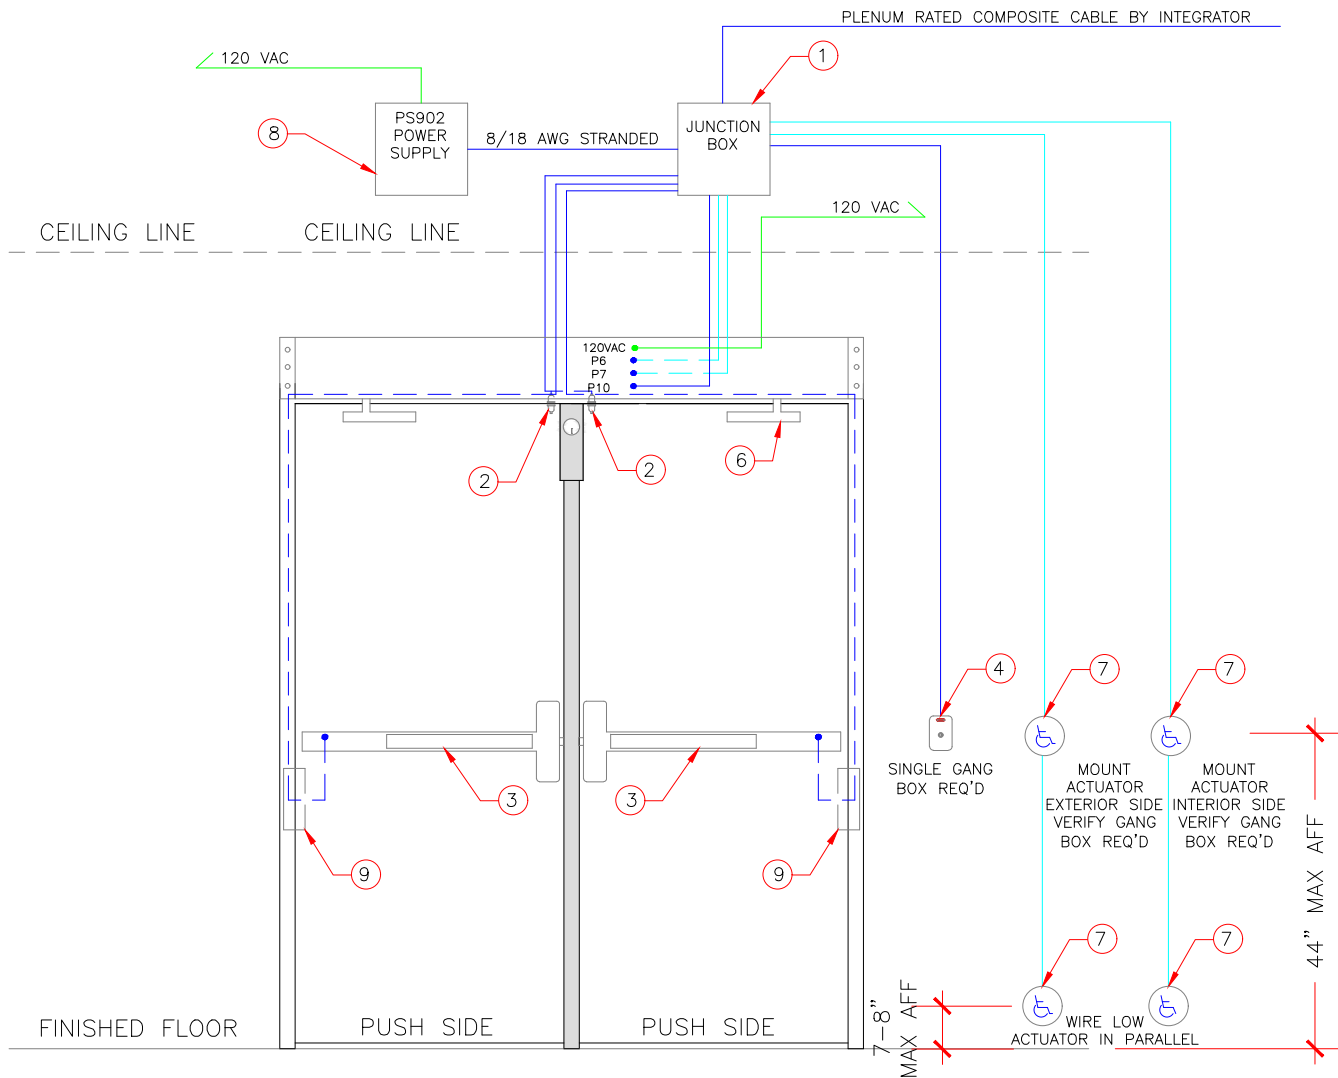 PLENUM RATED COMPOSITE CABLE BY INTEGRATOR
120 VAC
1
PS902
POWER
SUPPLY
8
8/18 AWG STRANDED
JUNCTION
BOX
120 VAC
CEILING LINE
CEILING LINE
120VAC
P6
P7
P10
2
2
6
4
7
7
3
3
SINGLE GANG
BOX REQ'D
MOUNT
ACTUATOR
EXTERIOR SIDE
VERIFY GANG
BOX REQ'D
MOUNT
ACTUATOR
INTERIOR SIDE
VERIFY GANG
BOX REQ'D
9
9
44" MAX AFF
7
7
7-8"
MAX AFF
WIRE LOW
ACTUATOR IN PARALLEL
FINISHED FLOOR
PUSH SIDE
PUSH SIDE